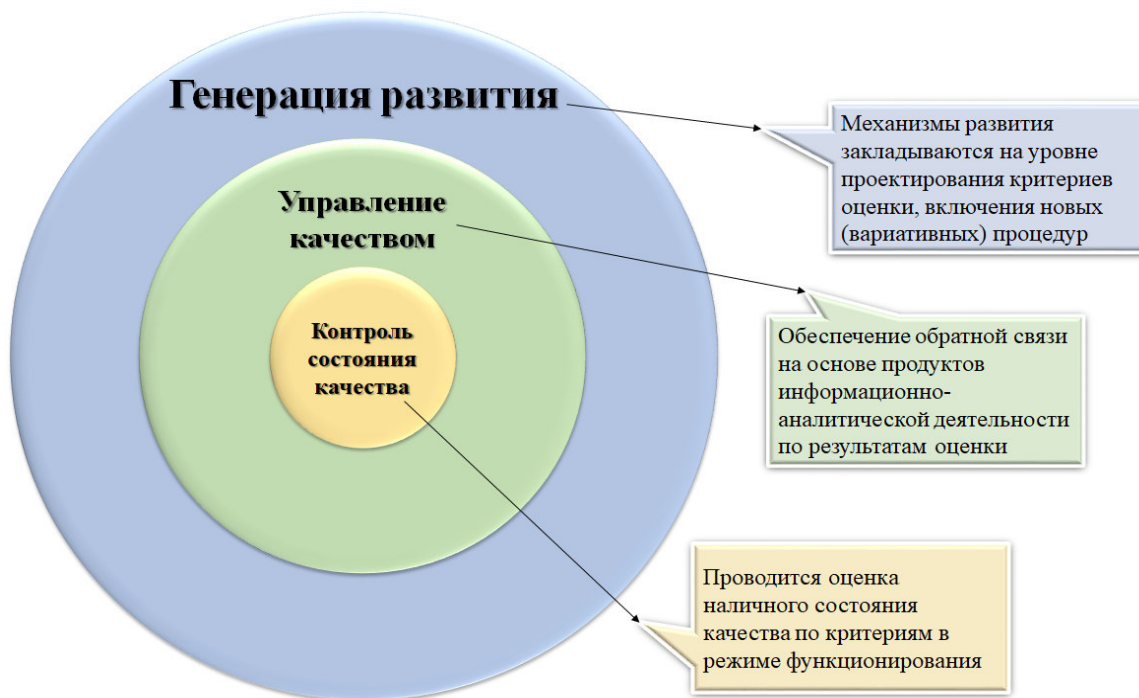 Генерация развития
Механизмы развития
закладываются на уровне
проектирования критериев
оценки, включения новых
(вариативных) процедур
Управление
качеством
Обеспечение обратной связи
на основе продуктов
информационно-
аналитической деятельности
по результатам оценки
Контроль
состояния
качества
Проводится оценка
наличного состояния
качества по критериям в
режиме функционирования